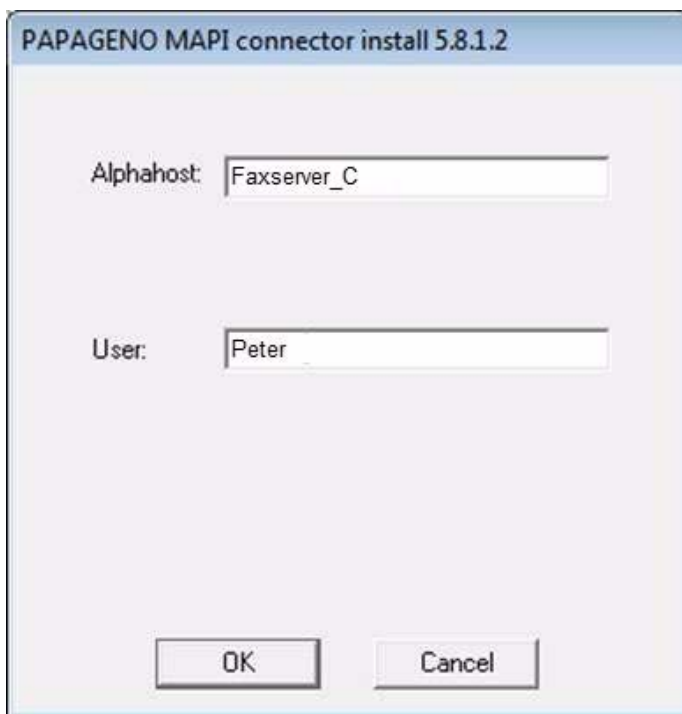 PAPAGENO MAPI connector install 5.8.1.2
Alphahost: Faxserver_C
User: Peter
OK Cancel